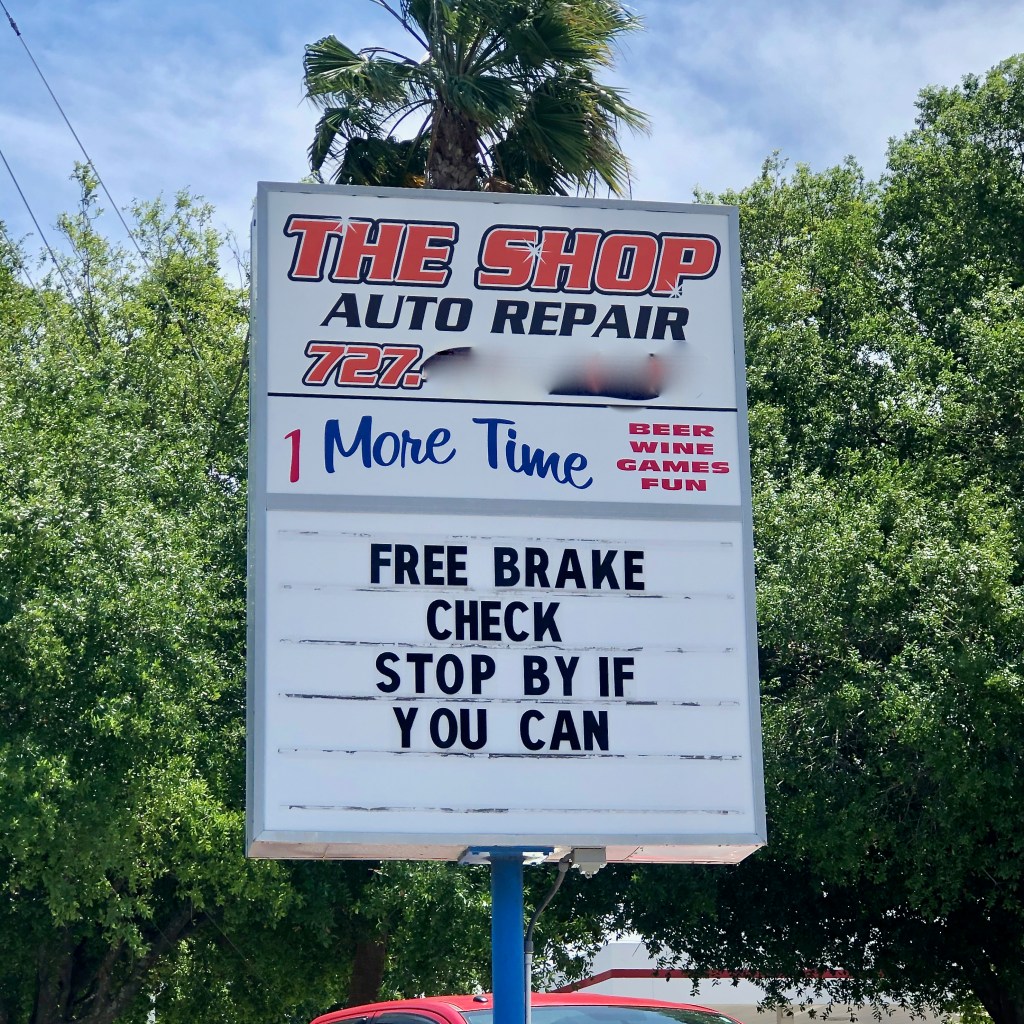 THE SHOP
AUTO REPAIR
727.
1 More Time
BEER
WINE
GAMES
FUN
FREE BRAKE
CHECK
STOP BY IF
YOU CAN